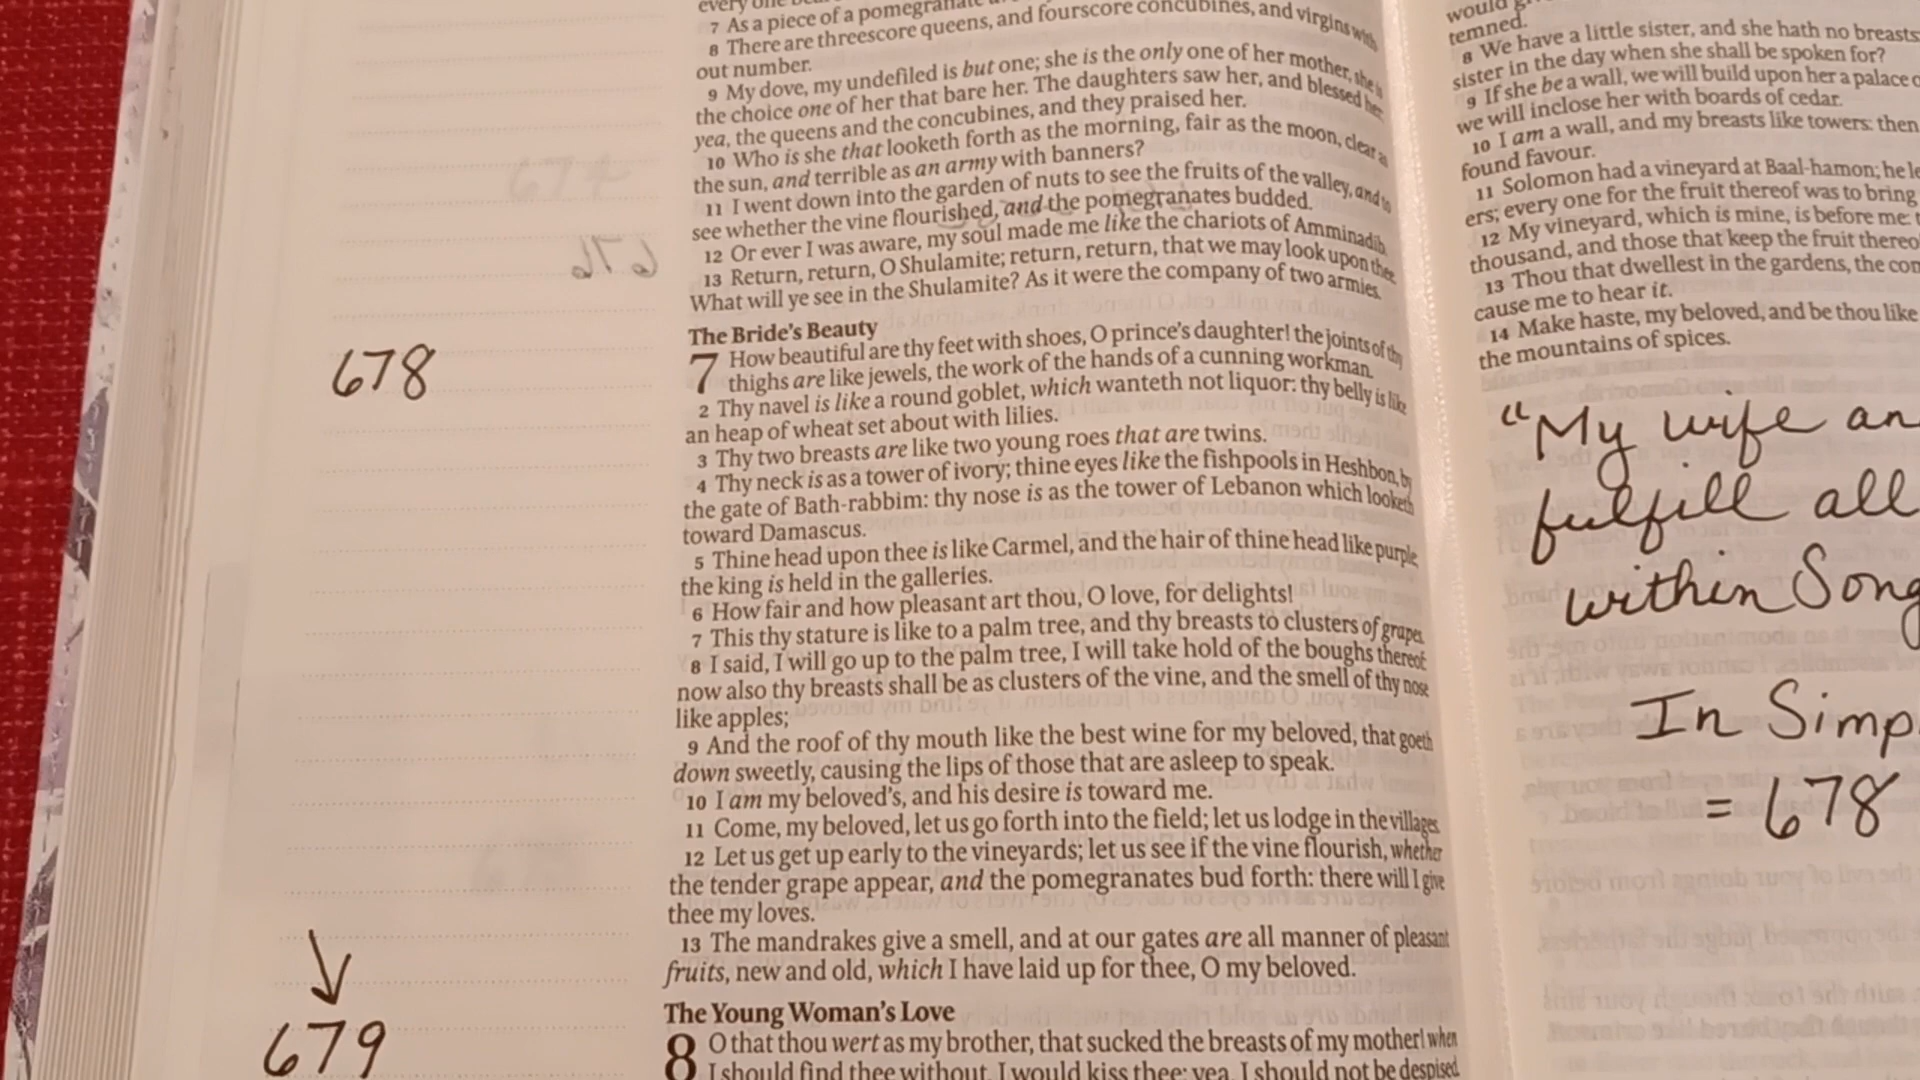 every one
7 As a piece of a pomegranate
8 There are threescore queens, and fourscore concubines, and virgins with
out number.
9 My dove, my undefiled is but one; she is the only one of her mother, she is
the choice one of her that bare her. The daughters saw her, and blessed her;
yea, the queens and the concubines, and they praised her.
10 Who is she that looketh forth as the morning, fair as the moon, clear as
the sun, and terrible as an army with banners?
11 I went down into the garden of nuts to see the fruits of the valley, and to
see whether the vine flourished, and the pomegranates budded.
12 Or ever I was aware, my soul made me like the chariots of Amminadib.
13 Return, return, O Shulamite; return, return, that we may look upon thee.
What will ye see in the Shulamite? As it were the company of two armies.
The Bride's Beauty
7 How beautiful are thy feet with shoes, O prince's daughter! the joints of thy
thighs are like jewels, the work of the hands of a cunning workman.
2 Thy navel is like a round goblet, which wanteth not liquor: thy belly is like
an heap of wheat set about with lilies.
3 Thy two breasts are like two young roes that are twins.
4 Thy neck is as a tower of ivory; thine eyes like the fishpools in Heshbon, by
the gate of Bath-rabbim: thy nose is as the tower of Lebanon which looketh
toward Damascus.
5 Thine head upon thee is like Carmel, and the hair of thine head like purple
the king is held in the galleries.
6 How fair and how pleasant art thou, O love, for delights!
7 This thy stature is like to a palm tree, and thy breasts to clusters of grapes.
8 I said, I will go up to the palm tree, I will take hold of the boughs thereof:
now also thy breasts shall be as clusters of the vine, and the smell of thy nose
like apples;
9 And the roof of thy mouth like the best wine for my beloved, that goeth
down sweetly, causing the lips of those that are asleep to speak.
10 I am my beloved's, and his desire is toward me.
11 Come, my beloved, let us go forth into the field; let us lodge in the villages.
12 Let us get up early to the vineyards; let us see if the vine flourish, whether
the tender grape appear, and the pomegranates bud forth: there will I give
thee my loves.
13 The mandrakes give a smell, and at our gates are all manner of pleasant
fruits, new and old, which I have laid up for thee, O my beloved.
The Young Woman's Love
8 O that thou wert as my brother, that sucked the breasts of my mother! when
I should find thee without, I would kiss thee; yea, I should not be despised.
678
679
would
temned.
8 We have a little sister, and she hath no breasts
sister in the day when she shall be spoken for?
9 If she be a wall, we will build upon her a palace o
we will inclose her with boards of cedar.
10 I am a wall, and my breasts like towers: then
found favour.
11 Solomon had a vineyard at Baal-hamon; he le
ers; every one for the fruit thereof was to bring
12 My vineyard, which is mine, is before me: t
thousand, and those that keep the fruit thereo
13 Thou that dwellest in the gardens, the com
cause me to hear it.
14 Make haste, my beloved, and be thou like
the mountains of spices.
"My wife an
fulfill all
within Song
In Simp
= 678